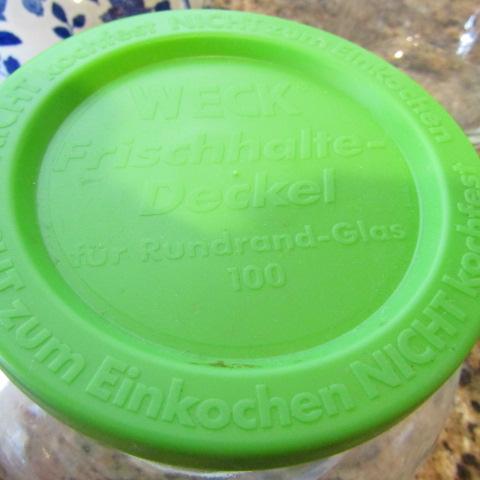 WECK
Frischhalte-
Deckel
für Rundrand-Glas
100
NICHT kochfest NICHT zum Einkochen NICHT kochfest NICHT zum Einkochen